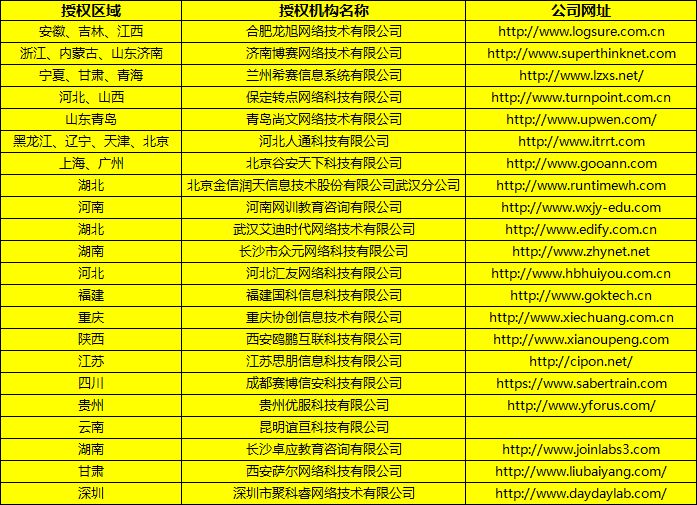 授权区域 授权机构名称 公司网址
安徽、吉林、江西 合肥龙旭网络技术有限公司 http://www.logsure.com.cn
浙江、内蒙古、山东济南 济南博赛网络技术有限公司 http://www.superthinknet.com
宁夏、甘肃、青海 兰州希赛信息系统有限公司 http://www.lzxs.net/
河北、山西 保定转点网络科技有限公司 http://www.turnpoint.com.cn
山东青岛 青岛尚文网络技术有限公司 http://www.upwen.com/
黑龙江、辽宁、天津、北京 河北人通科技有限公司 http://www.itrrt.com
上海、广州 北京谷安天下科技有限公司 http://www.gooann.com
湖北 北京金信润天信息技术股份有限公司武汉分公司 http://www.runtimewh.com
河南 河南网训教育咨询有限公司 http://www.wxjy-edu.com
湖北 武汉艾迪时代网络技术有限公司 http://www.edify.com.cn
湖南 长沙市众元网络科技有限公司 http://www.zhynet.net
河北 河北汇友网络科技有限公司 http://www.hbhuiyou.com.cn
福建 福建国科信息科技有限公司 http://www.goktech.cn
重庆 重庆协创信息技术有限公司 http://www.xiechuang.com.cn
陕西 西安鸥鹏互联科技有限公司 http://www.xianoupeng.com
江苏 江苏思朋信息科技有限公司 http://cipon.net/
四川 成都赛博信安科技有限公司 https://www.sabertrain.com
贵州 贵州优服科技有限公司 http://www.yforus.com/
云南 昆明谊亘科技有限公司
湖南 长沙卓应教育咨询有限公司 http://www.joinlabs3.com
甘肃 西安萨尔网络科技有限公司 http://www.liubaiyang.com/
深圳 深圳市聚科睿网络技术有限公司 http://www.daydaylab.com/